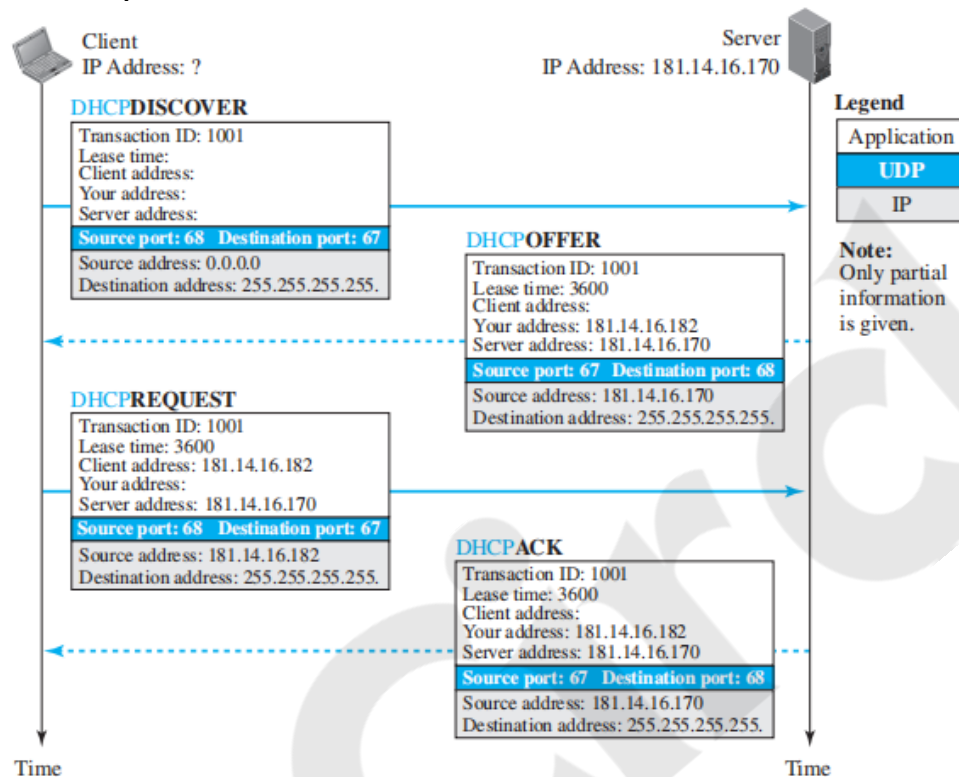 Client
IP Address: ?
Server
IP Address: 181.14.16.170
DHCPDISCOVER
Transaction ID: 1001
Lease time:
Client address:
Your address:
Server address:
Source port: 68 Destination port: 67
Source address: 0.0.0.0
Destination address: 255.255.255.255.
Legend
Application
UDP
IP
Note:
Only partial
information
is given.
DHCPOFFER
Transaction ID: 1001
Lease time: 3600
Client address:
Your address: 181.14.16.182
Server address: 181.14.16.170
Source port: 67 Destination port: 68
Source address: 181.14.16.170
Destination address: 255.255.255.255.
DHCPREQUEST
Transaction ID: 1001
Lease time: 3600
Client address: 181.14.16.182
Your address:
Server address: 181.14.16.170
Source port: 68 Destination port: 67
Source address: 181.14.16.182
Destination address: 255.255.255.255.
DHCPACK
Transaction ID: 1001
Lease time: 3600
Client address:
Your address: 181.14.16.182
Server address: 181.14.16.170
Source port: 67 Destination port: 68
Source address: 181.14.16.170
Destination address: 255.255.255.255.
Time
Time